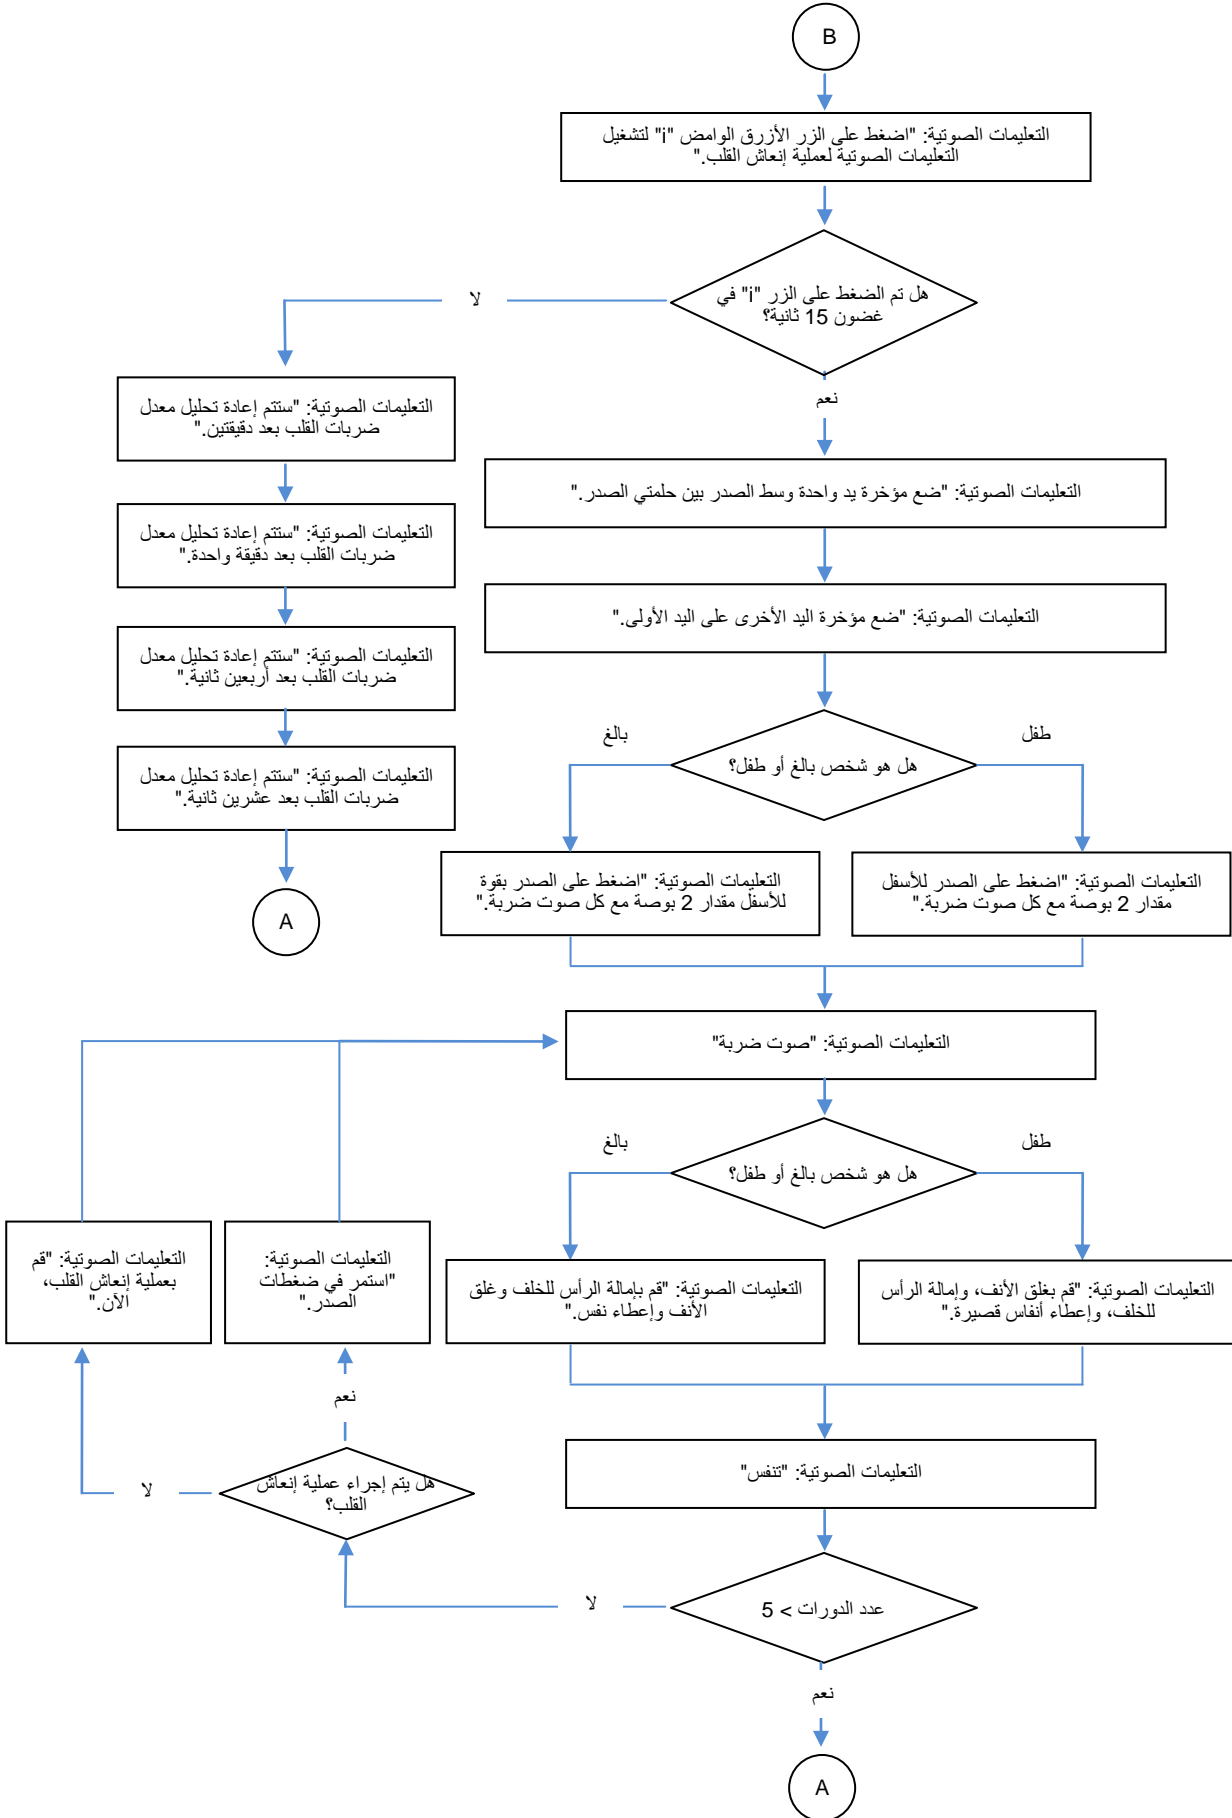 B
التعليمات الصوتية: "اضغط على الزر الأزرق الوامض "i" لتشغيل
التعليمات الصوتية لعملية إنعاش القلب."
هل تم الضغط على الزر "i" في
غضون 15 ثانية؟
لا
نعم
التعليمات الصوتية: "ستتم إعادة تحليل معدل
ضربات القلب بعد دقيقتين."
التعليمات الصوتية: "ضع مؤخرة يد واحدة وسط الصدر بين حلمتي الصدر."
التعليمات الصوتية: "ستتم إعادة تحليل معدل
ضربات القلب بعد دقيقة واحدة."
التعليمات الصوتية: "ضع مؤخرة اليد الأخرى على اليد الأولى."
التعليمات الصوتية: "ستتم إعادة تحليل معدل
ضربات القلب بعد أربعين ثانية."
طفل
بالغ
هل هو شخص بالغ أو طفل؟
التعليمات الصوتية: "ستتم إعادة تحليل معدل
ضربات القلب بعد عشرين ثانية."
التعليمات الصوتية: "اضغط على الصدر للأسفل
مقدار 2 بوصة مع كل صوت ضربة."
التعليمات الصوتية: "اضغط على الصدر بقوة
للأسفل مقدار 2 بوصة مع كل صوت ضربة."
A
التعليمات الصوتية: "صوت ضربة"
طفل
بالغ
هل هو شخص بالغ أو طفل؟
التعليمات الصوتية: "قم بغلق الأنف، وإمالة الرأس
للخلف، وإعطاء أنفاس قصيرة."
التعليمات الصوتية: "قم بإمالة الرأس للخلف وغلق
الأنف وإعطاء نفس."
التعليمات الصوتية:
"استمر في ضغطات
الصدر."
التعليمات الصوتية: "قم
بعملية إنعاش القلب،
الآن."
نعم
التعليمات الصوتية: "تنفس"
هل يتم إجراء عملية إنعاش
القلب؟
لا
عدد الدورات > 5
لا
نعم
A